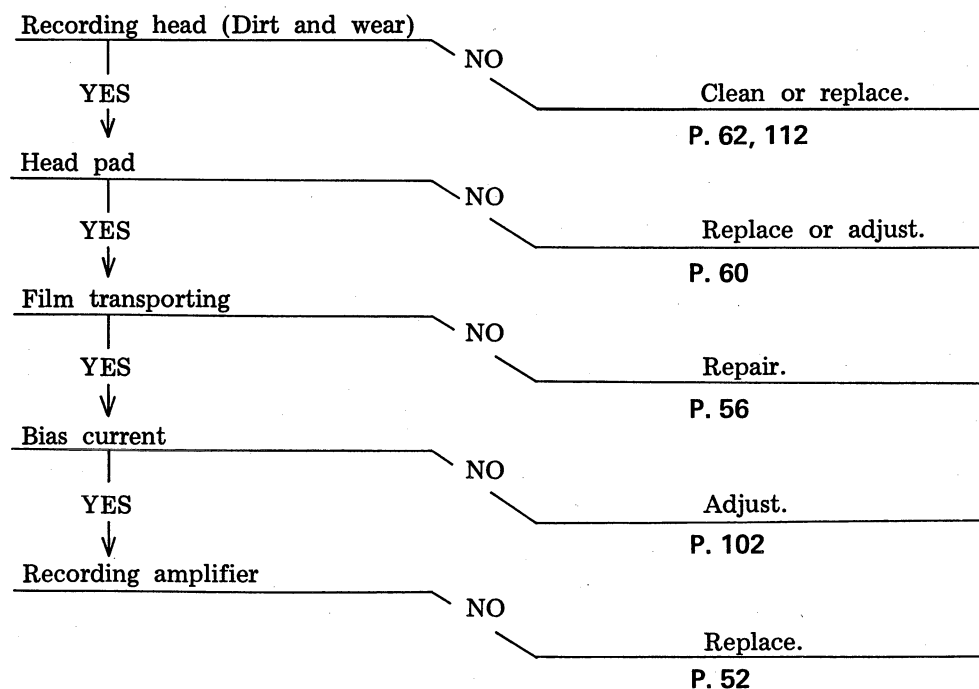 Recording head (Dirt and wear)
NO
YES
Clean or replace.
P. 62, 112
Head pad
NO
YES
Replace or adjust.
P. 60
Film transporting
NO
YES
Repair.
P. 56
Bias current
NO
YES
Adjust.
P. 102
Recording amplifier
NO
Replace.
P. 52